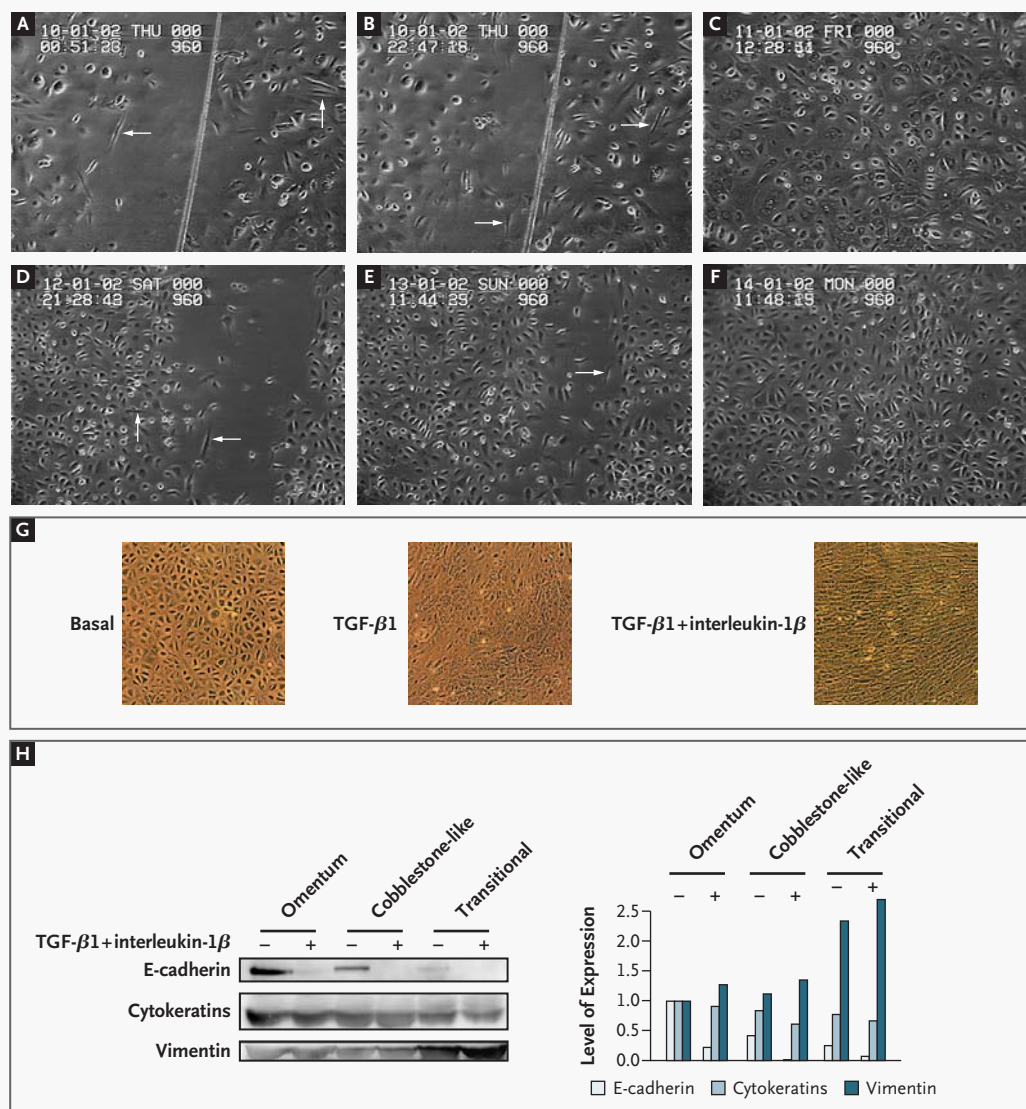 A
10-01-02 THU 000
00:51:23 960
B
10-01-02 THU 000
22:47:16 960
C
11-01-02 FRI 000
12:28:11 960
D
12-01-02 SAT 000
21:28:43 960
E
13-01-02 SUN 000
11:44:35 960
F
14-01-02 MON 000
11:48:15 960
G
Basal
TGF-β1
TGF-β1+interleukin-1β
H
Omentum
Cobblestone-like
Transitional
TGF-β1+interleukin-1β
– + – + – +
E-cadherin
Cytokeratins
Vimentin
Omentum
Cobblestone-like
Transitional
– + – + – +
Level of Expression
2.5
2.0
1.5
1.0
0.5
0.0
E-cadherin Cytokeratins Vimentin